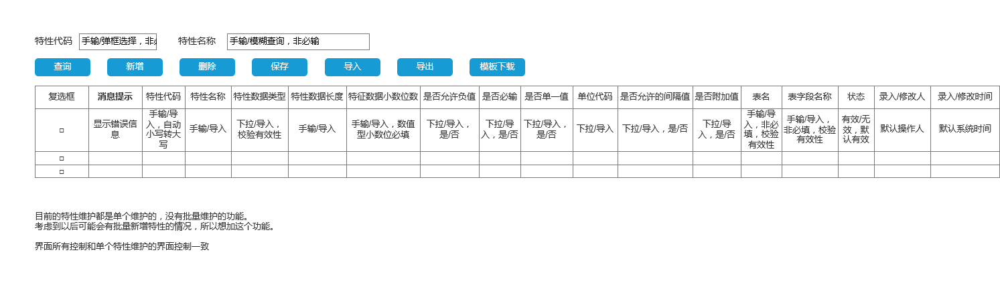 特性代码 手输/弹框选择，非 特性名称 手输/模糊查询，非必输
查询 新增 删除 保存 导入 导出 模板下载
复选框 消息提示 特性代码 特性名称 特性数据类型 特性数据长度 特征数据小数位数 是否允许负值 是否必输 是否单一值 单位代码 是否允许的间隔值 是否附加值 表名 表字段名称 状态 录入/修改人 录入/修改时间
显示错误信
息
手输/导
入，自动
小写转大
写
手输/导入
下拉/导入，
校验有效性
手输/导入
手输/导入，数值
型小数位必填
下拉/导入，
是/否
下拉/导
入，是/否
下拉/导入，
是/否
下拉/导入
下拉/导入，是/否
下拉/导
入，是/否
手输/导
入，非必
填，校验
有效性
手输/导入，
非必填，校验
有效性
有效/无
效，默
认有效
默认操作人
默认系统时间
目前的特性维护都是单个维护的，没有批量维护的功能。
考虑到以后可能会有批量新增特性的情况，所以想加这个功能。
界面所有控制和单个特性维护的界面控制一致